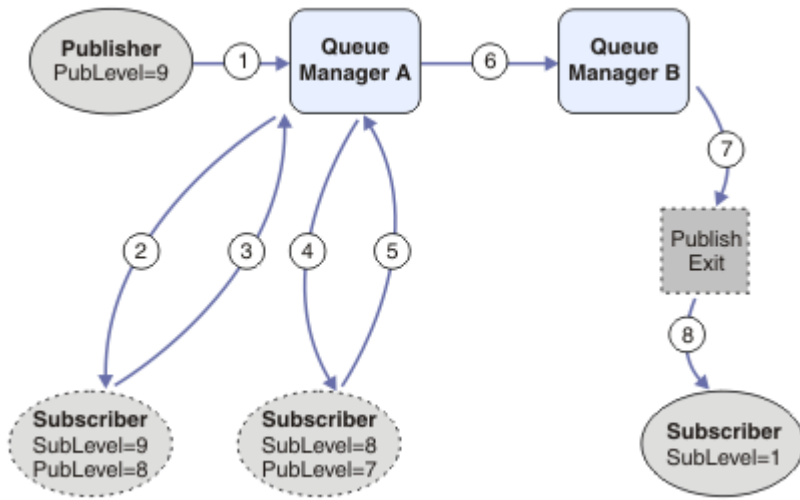 Publisher
PubLevel=9
1
Queue
Manager A
6
Queue
Manager B
7
2
3
4
5
Publish
Exit
8
Subscriber
SubLevel=9
PubLevel=8
Subscriber
SubLevel=8
PubLevel=7
Subscriber
SubLevel=1